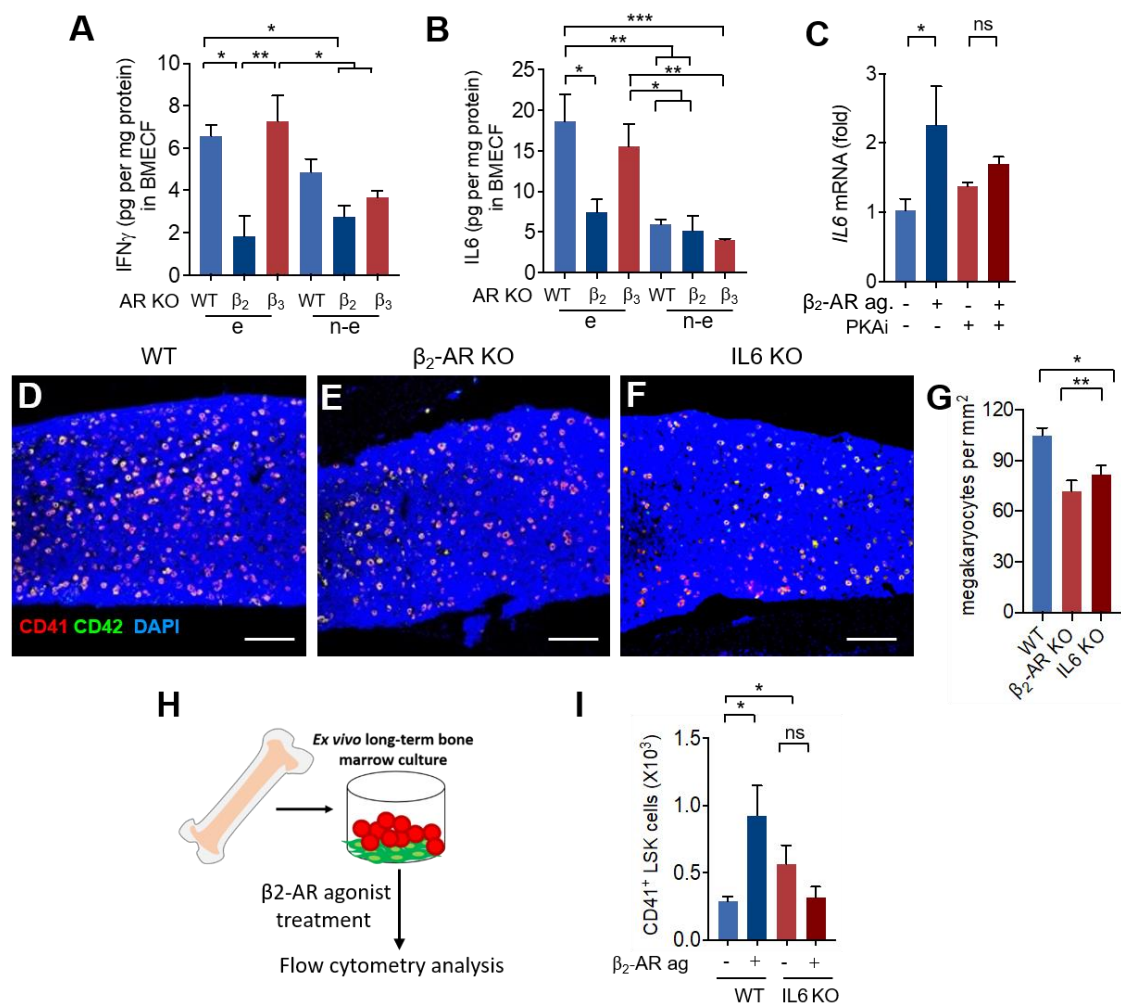 A
IFNγ (pg per mg protein)
in BMECF
10
8
6
4
2
0
*
*
**
*
AR KO WT β2 β3 WT β2 β3
e n-e
B
IL6 (pg per mg protein)
in BMECF
25
20
15
10
5
0
***
**
*
**
*
AR KO WT β2 β3 WT β2 β3
e n-e
C
IL6 mRNA (fold)
3
2
1
0
* ns
β2-AR ag. - + - +
PKAi - - + +
WT β2-AR KO IL6 KO
D E F
CD41 CD42 DAPI
G
megakaryocytes per mm2
120
90
60
30
0
*
**
WT
β2-AR KO
IL6 KO
H
Ex vivo long-term bone
marrow culture
β2-AR agonist
treatment
Flow cytometry analysis
I
CD41+ LSK cells (X103)
1.5
1.0
0.5
0.0
*
*
ns
β2-AR ag - + - +
WT IL6 KO